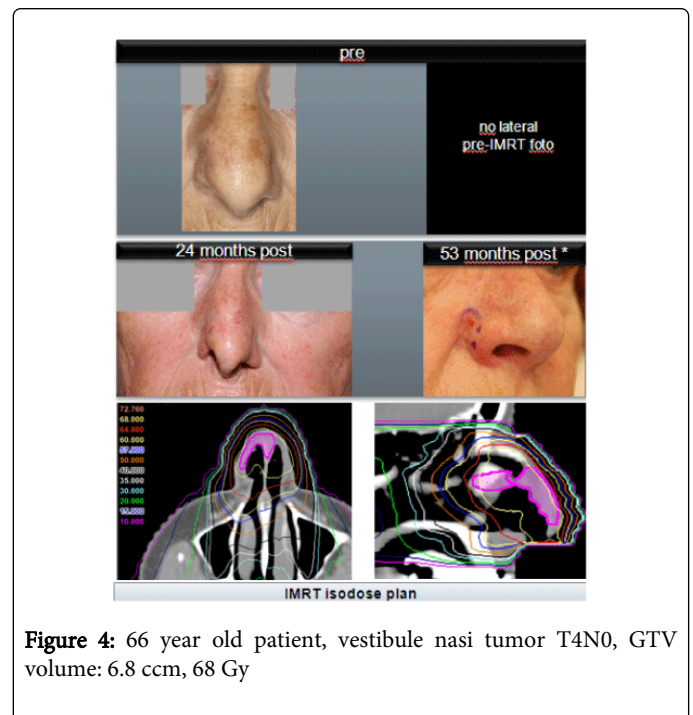 pre
no lateral
pre-IMRT foto
24 months post
53 months post *
72.760
68.000
64.600
60.000
57.000
50.000
40.000
35.000
30.000
20.000
15.000
10.000
IMRT isodose plan
Figure 4: 66 year old patient, vestibule nasi tumor T4N0, GTV
volume: 6.8 ccm, 68 Gy